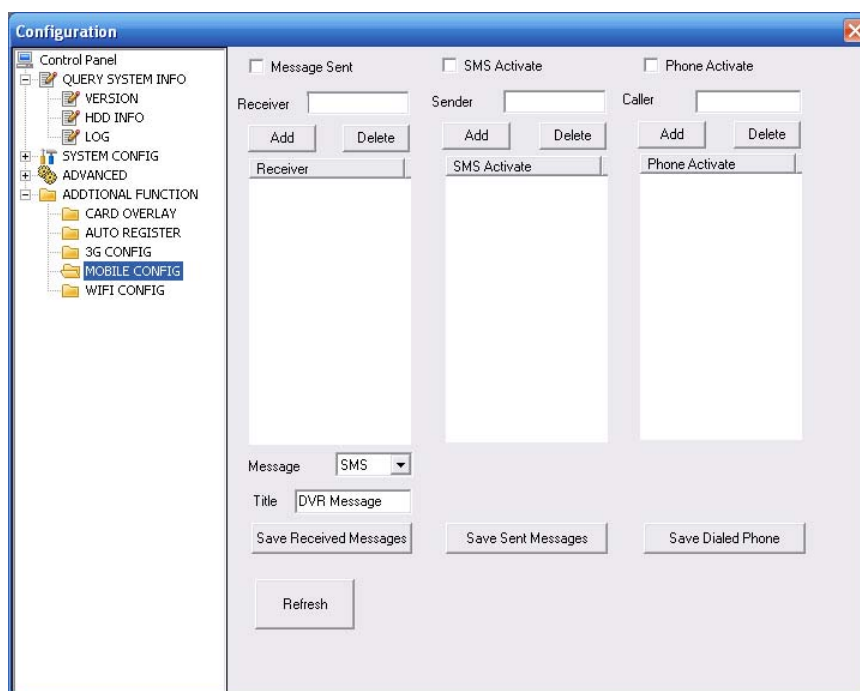 Configuration
Control Panel
QUERY SYSTEM INFO
VERSION
HDD INFO
LOG
SYSTEM CONFIG
ADVANCED
ADDTIONAL FUNCTION
CARD OVERLAY
AUTO REGISTER
3G CONFIG
MOBILE CONFIG
WIFI CONFIG
Message Sent SMS Activate Phone Activate
Receiver Sender Caller
Add Delete Add Delete Add Delete
Receiver SMS Activate Phone Activate
Message SMS
Title DVR Message
Save Received Messages Save Sent Messages Save Dialed Phone
Refresh